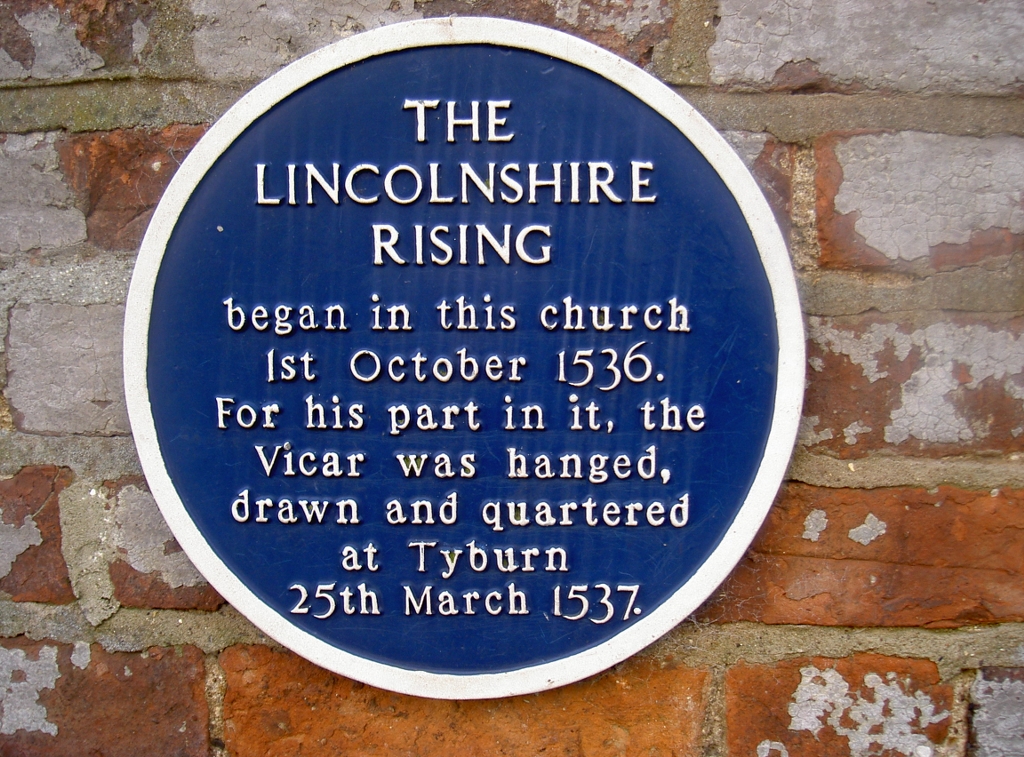 THE
LINCOLNSHIRE
RISING
began in this church
1st October 1536.
For his part in it, the
Vicar was hanged,
drawn and quartered
at Tyburn
25th March 1537.